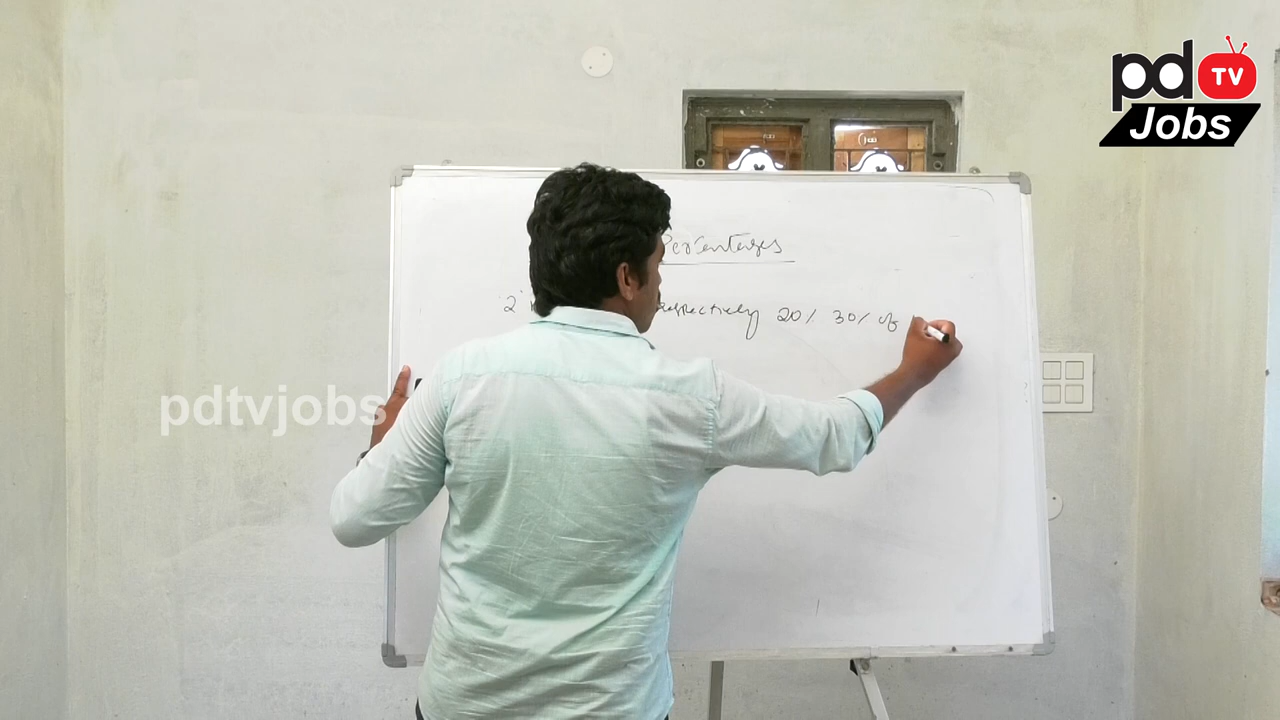 pd TV
Jobs
Percentages
2 respectively 20% 30% of
pdtvjobs